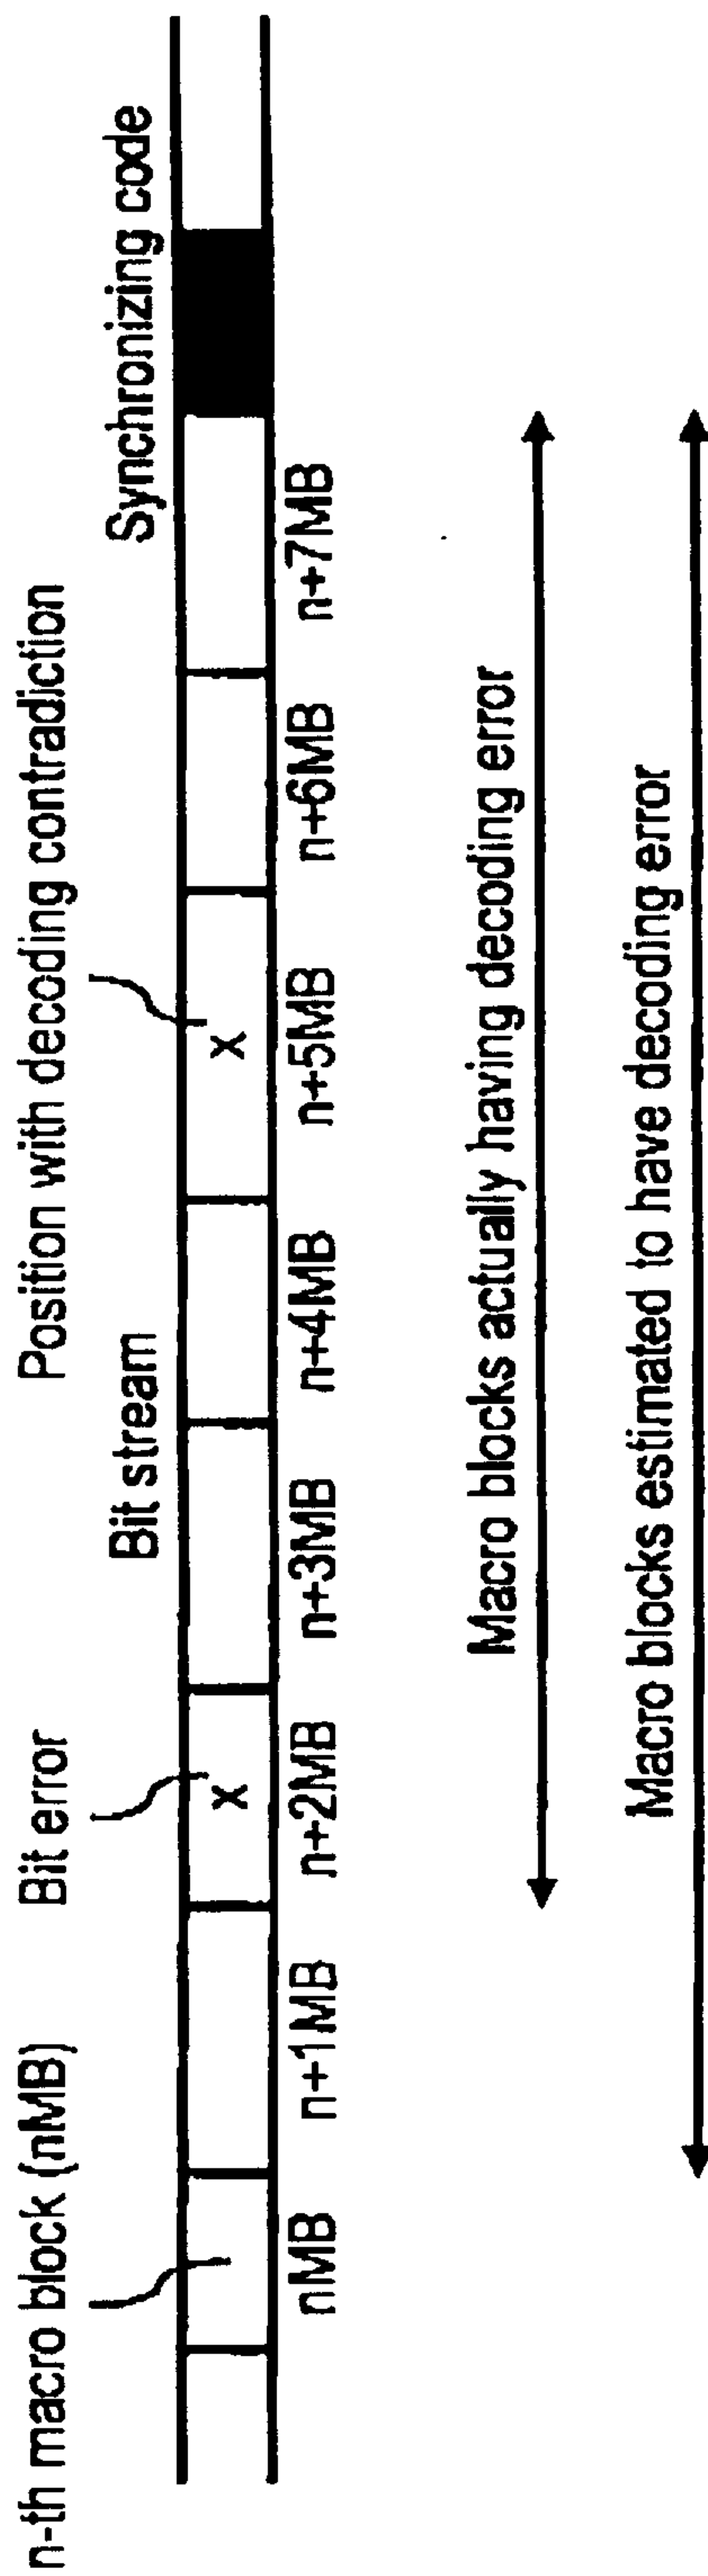 n-th macro block (nMB)
Bit error
Position with decoding contradiction
Bit stream
Synchronizing code
x
x
nMB
n+1MB
n+2MB
n+3MB
n+4MB
n+5MB
n+6MB
n+7MB
Macro blocks actually having decoding error
Macro blocks estimated to have decoding error